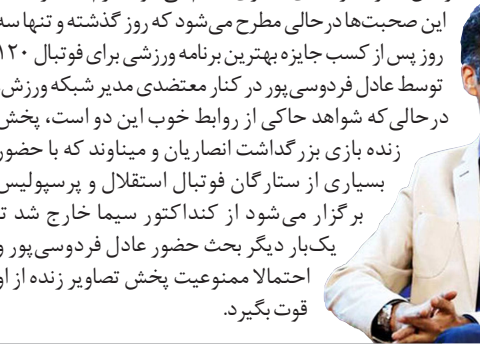 این صحبت‌ها درحالی مطرح می‌شود که روز گذشته و تنها سه
روز پس از کسب جایزه بهترین برنامه ورزشی برای فوتبال ۱۲۰
توسط عادل فردوسی‌پور در کنار معتضدی مدیر شبکه ورزش
درحالی‌که شواهد حاکی از روابط خوب این دو است، پخش
زنده بازی بزرگداشت انصاریان و میناوند که با حضور
بسیاری از ستارگان فوتبال استقلال و پرسپولیس
برگزار می‌شود از کنداکتور سیما خارج شد تا
یک‌بار دیگر بحث حضور عادل فردوسی‌پور و
احتمالا ممنوعیت پخش تصاویر زنده از او
قوت بگیرد.